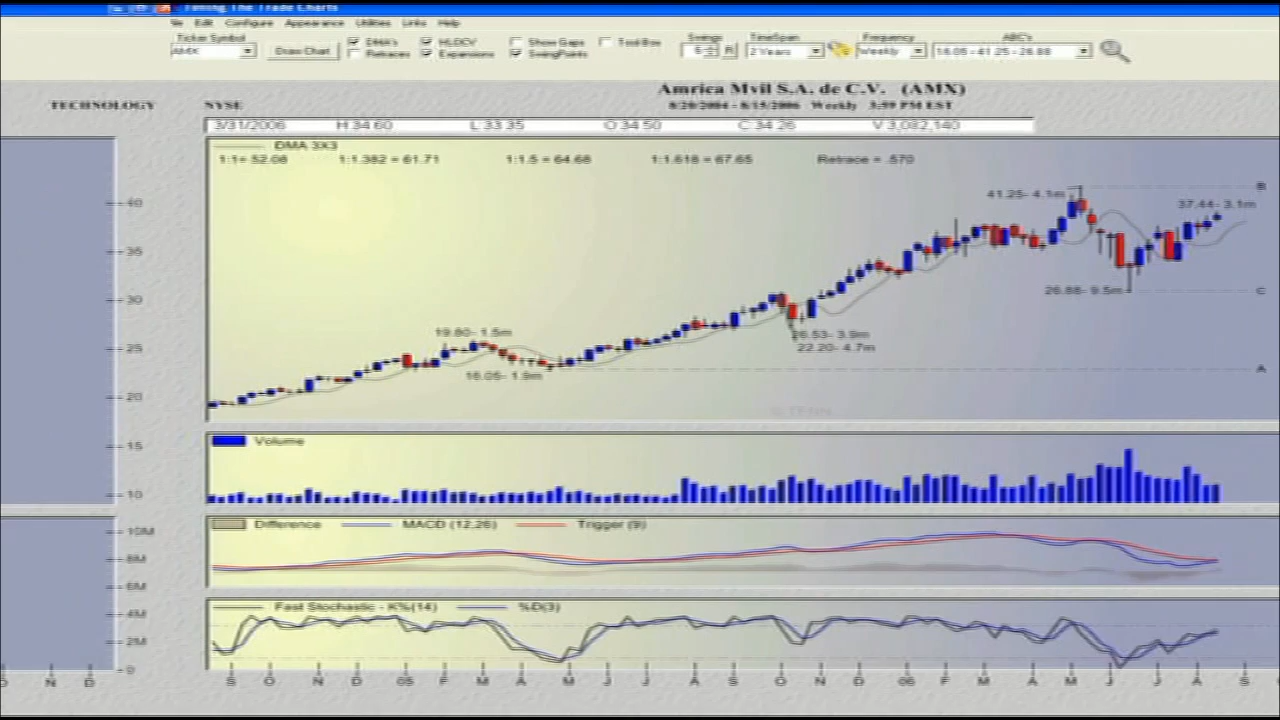 Timing The Trade Charts
File Edit Configure Appearance Utilities Links Help
Ticker Symbol
AMX
Draw Chart
DMA's HLOCV Show Gaps Tool Box
Retraces Expansions SwingPoints
Swings TimeSpan Frequency ABC's
2 Years Weekly 16.05 - 41.25 - 26.88
TECHNOLOGY NYSE Amrica Mvil S.A. de C.V. (AMX)
8/20/2004 - 8/15/2006 Weekly 3:59 PM EST
3/31/2006 H 34.60 L 33.35 O 34.50 C 34.26 V 3,082,140
DMA 3X3
1:1= 52.08 1:1.382 = 61.71 1:1.5 = 64.68 1:1.618 = 67.65 Retrace = .570
41.25- 4.1m B
40 37.44- 3.1m
35
26.88- 9.5m C
30
19.80- 1.5m 26.53- 3.9m
25 22.20- 4.7m
16.05- 1.9m A
20
Volume
15
10
Difference MACD (12,26) Trigger (9)
10M
8M
6M
Fast Stochastic - K%(14) %D(3)
4M
2M
0
O N D S O N D 05 F M A M J J A S O N D 06 F M A M J J A S